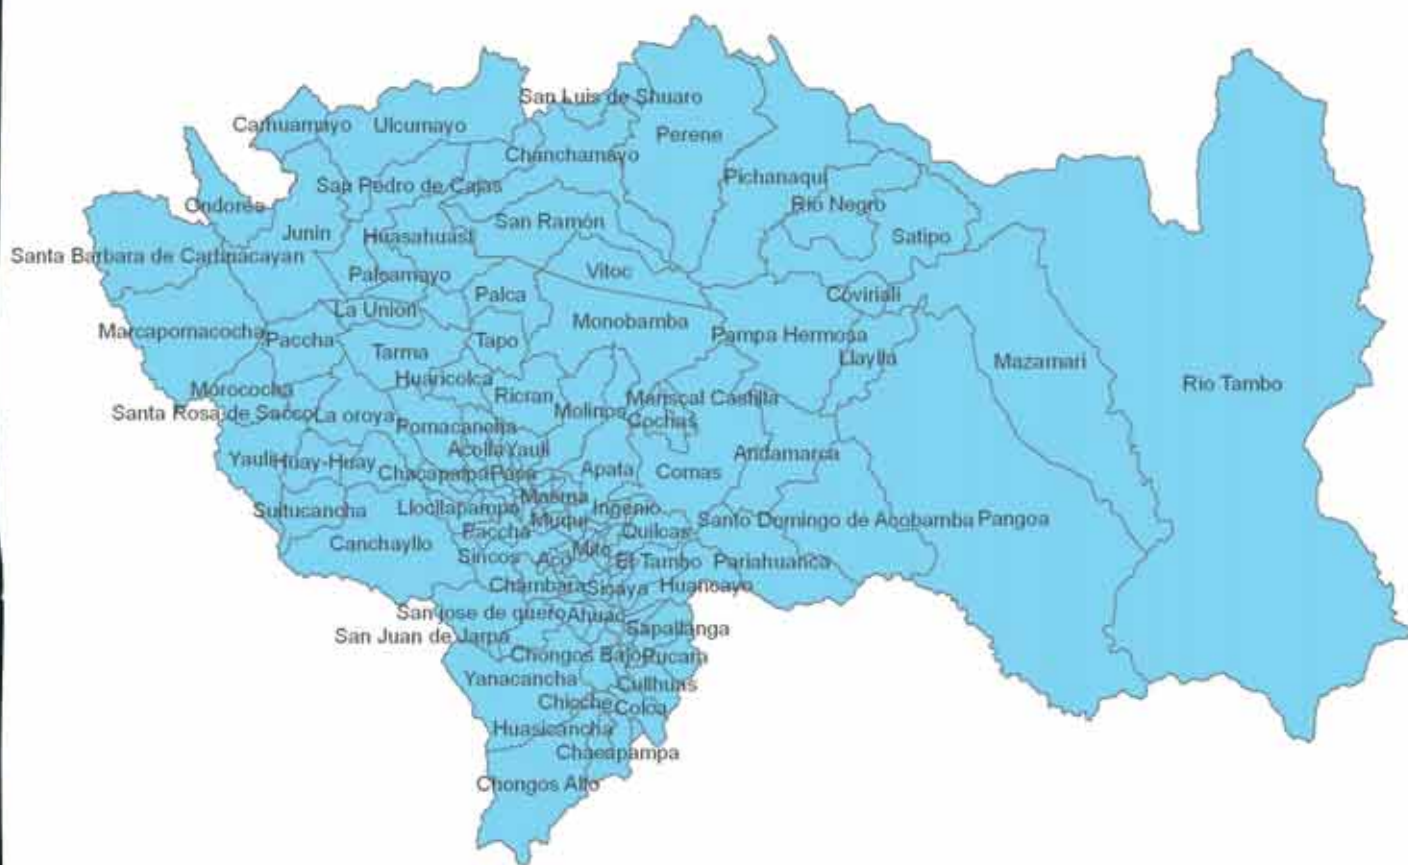 San Luis de Shuaro
Carhuamayo
Ulcumayo
Perene
Chanchamayo
Pichanaqui
San Pedro de Cajas
Ondores
Rio Negro
San Ramón
Junin
Huasahuasi
Satipo
Santa Barbara de Carhuacayan
Vitoc
Palcamayo
Palca
Coviriali
La Union
Monobamba
Marcapomacocha
Paccha
Tapo
Pampa Hermosa
Tarma
Llaylla
Mazamari
Rio Tambo
Huaricolca
Morococha
Ricran
Mariscal Castilla
Santa Rosa de Sacco
La oroya
Molinos
Cochas
Pomacancha
Acolla
Yauli
Andamarca
Yauli
Huay-Huay
Chacapalpa
Paca
Apata
Comas
Masma
Ingenio
Suitucancha
Llocllapampa
Muqui
Santo Domingo de Acobamba
Pangoa
Paccha
Quilcas
Canchayllo
Mito
Sincos
Aco
El Tambo
Pariahuanca
Chambara
Sicaya
Huancayo
San jose de quero
Ahuac
Sapallanga
San Juan de Jarpa
Chongos Bajo
Pucara
Yanacancha
Cullhuas
Chicche
Colca
Huasicancha
Chacapampa
Chongos Alto